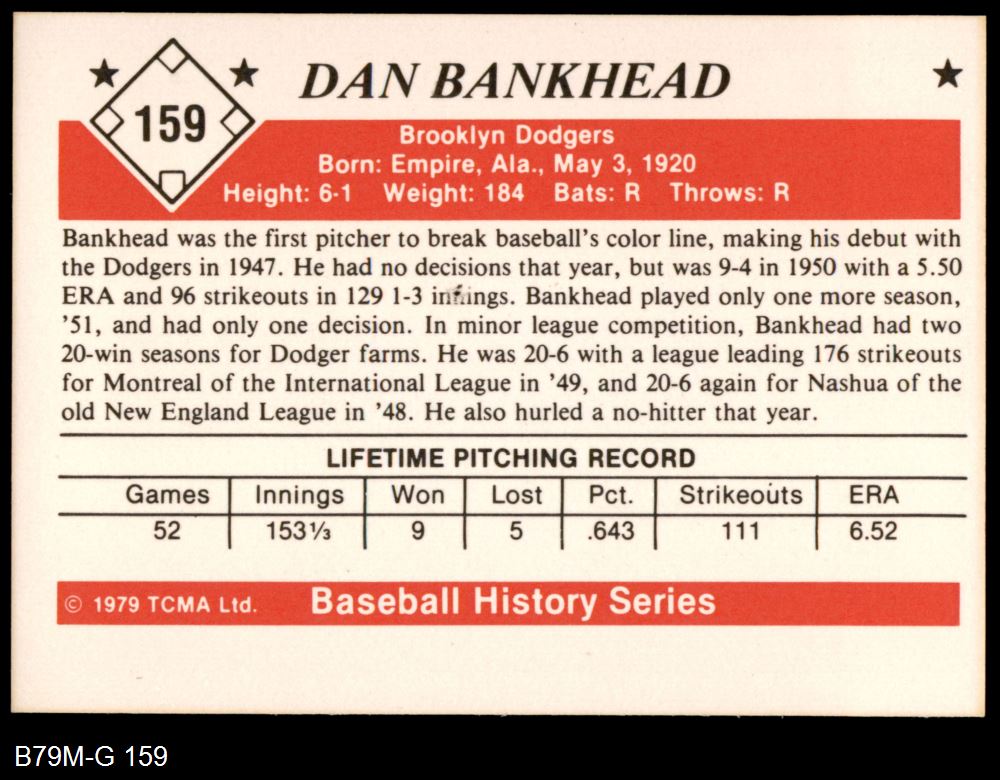 159
DAN BANKHEAD
Brooklyn Dodgers
Born: Empire, Ala., May 3, 1920
Height: 6-1 Weight: 184 Bats: R Throws: R
Bankhead was the first pitcher to break baseball's color line, making his debut with
the Dodgers in 1947. He had no decisions that year, but was 9-4 in 1950 with a 5.50
ERA and 96 strikeouts in 129 1-3 innings. Bankhead played only one more season,
'51, and had only one decision. In minor league competition, Bankhead had two
20-win seasons for Dodger farms. He was 20-6 with a league leading 176 strikeouts
for Montreal of the International League in '49, and 20-6 again for Nashua of the
old New England League in '48. He also hurled a no-hitter that year.
LIFETIME PITCHING RECORD
Games Innings Won Lost Pct. Strikeouts ERA
52 153⅓ 9 5 .643 111 6.52
© 1979 TCMA Ltd. Baseball History Series
B79M-G 159